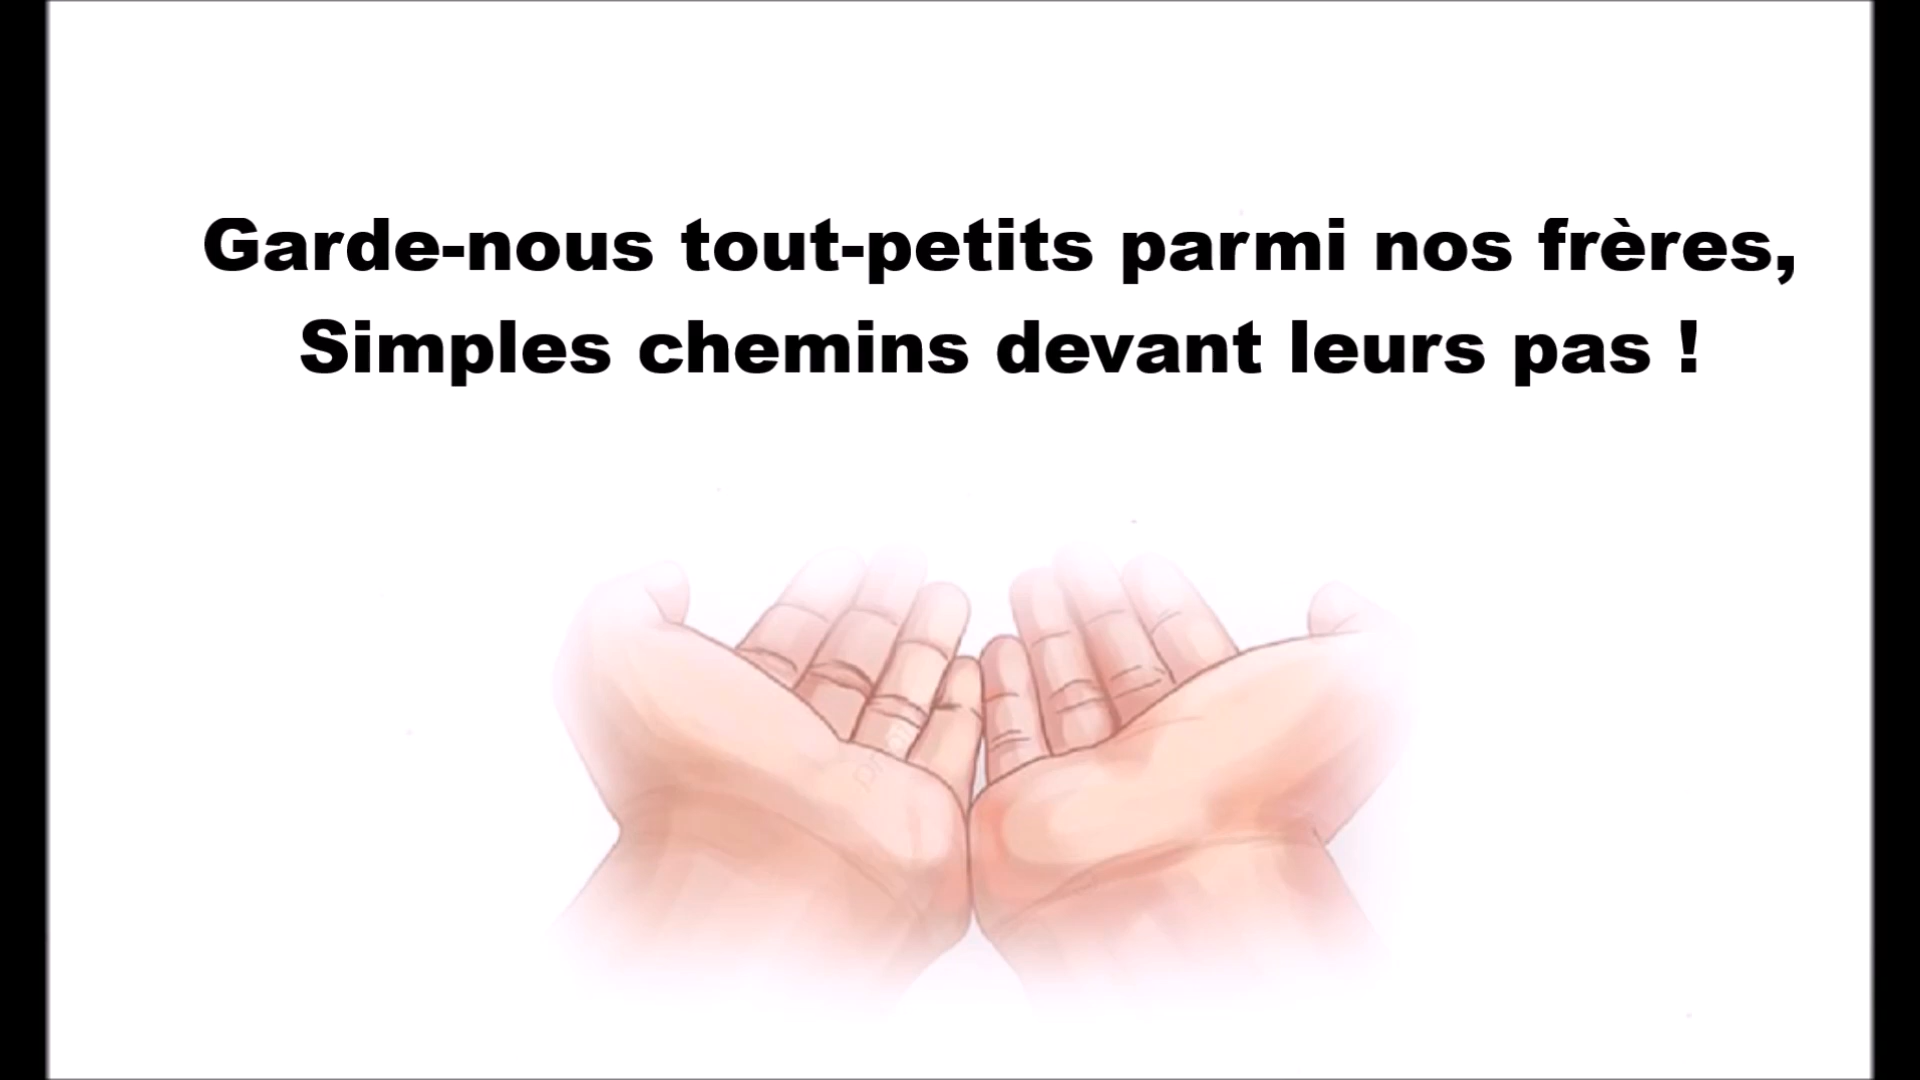 Garde-nous tout-petits parmi nos frères,
Simples chemins devant leurs pas !